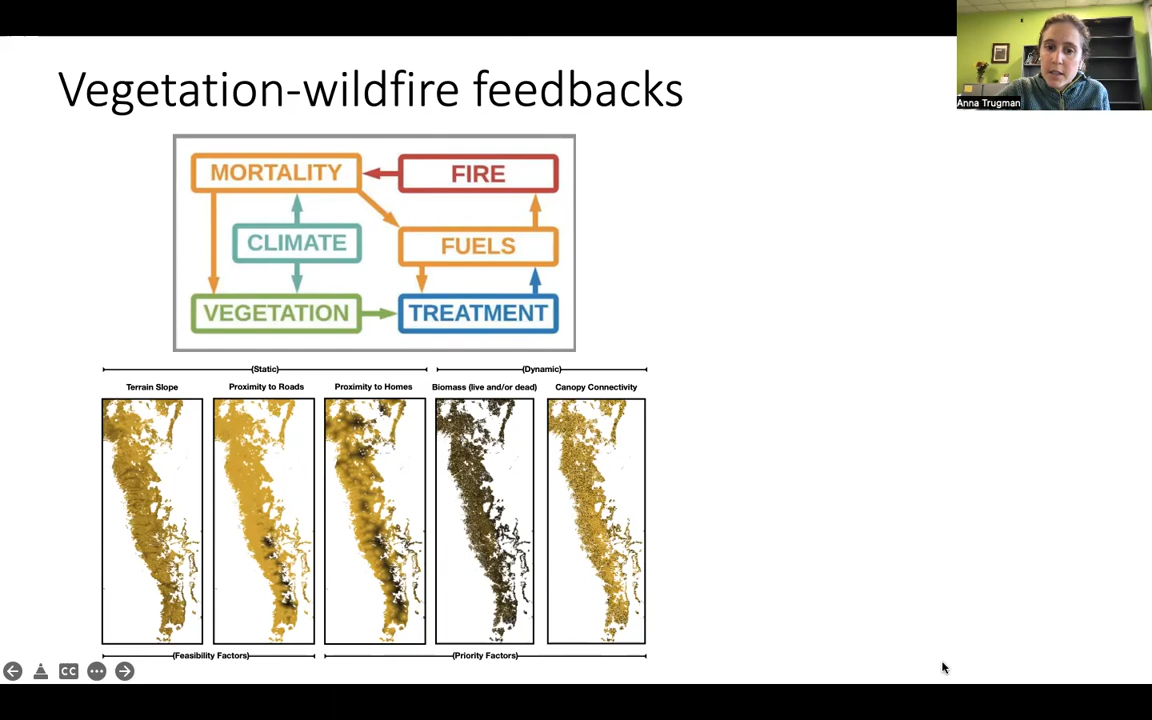 Vegetation-wildfire feedbacks
Anna Trugman
MORTALITY
FIRE
CLIMATE
FUELS
VEGETATION
TREATMENT
(Static)
(Dynamic)
Terrain Slope
Proximity to Roads
Proximity to Homes
Biomass (live and/or dead)
Canopy Connectivity
(Feasibility Factors)
(Priority Factors)
CC